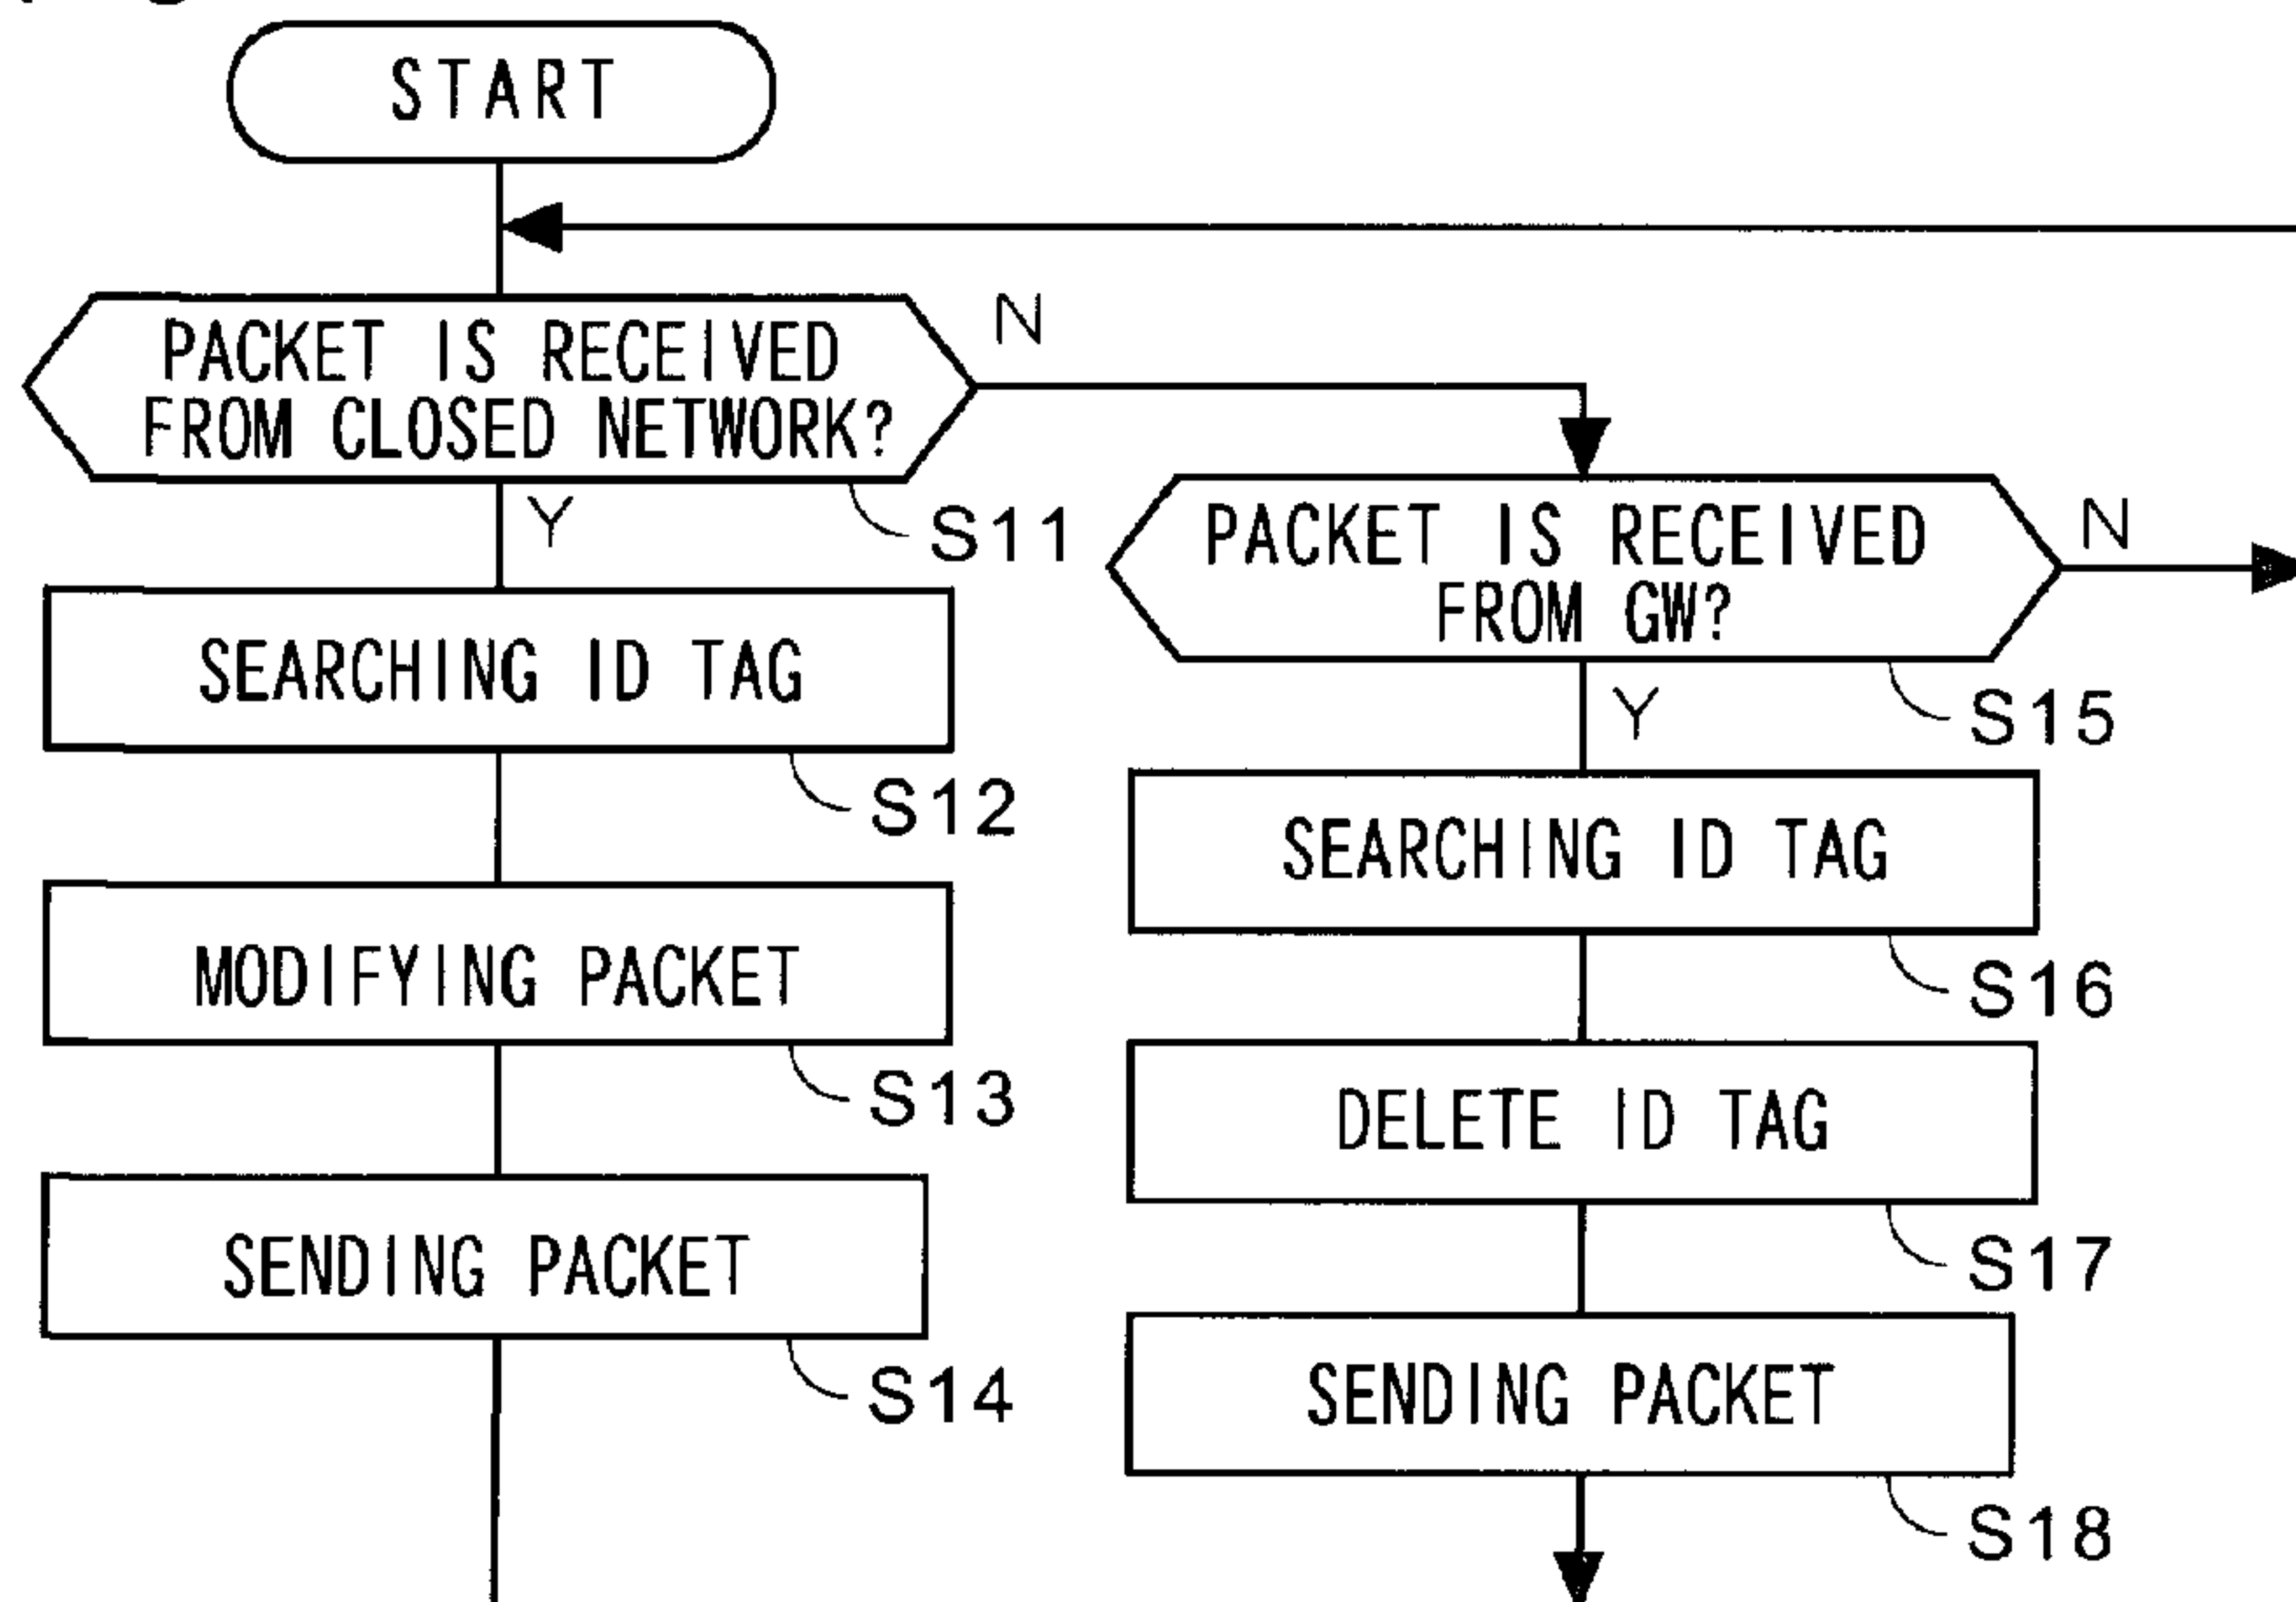 START
PACKET IS RECEIVED
FROM CLOSED NETWORK?
N
Y
S11
SEARCHING ID TAG
S12
MODIFYING PACKET
S13
SENDING PACKET
S14
PACKET IS RECEIVED
FROM GW?
N
Y
S15
SEARCHING ID TAG
S16
DELETE ID TAG
S17
SENDING PACKET
S18